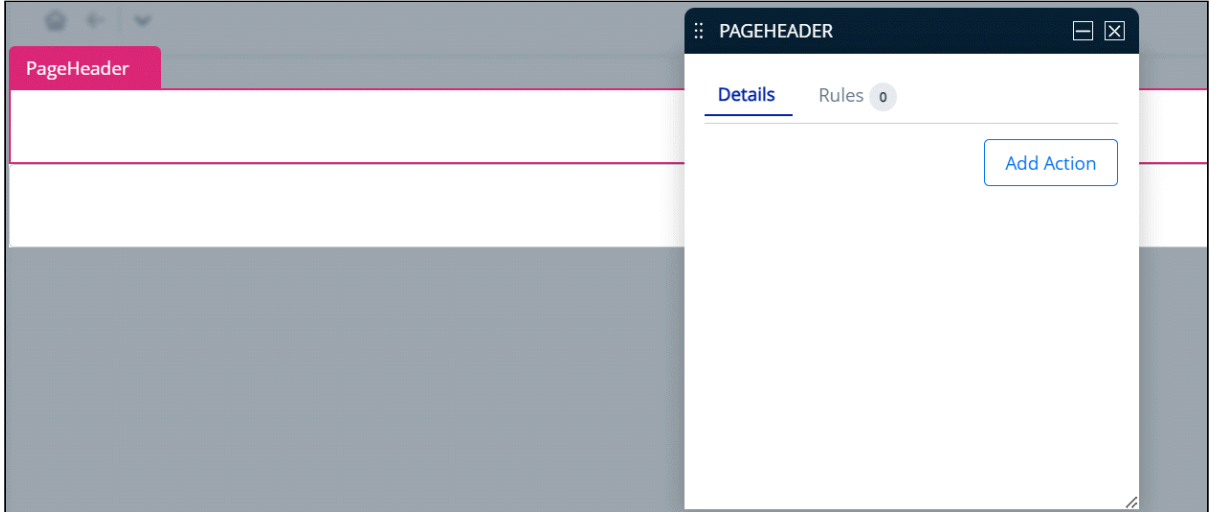 PAGEHEADER
PageHeader
Details
Rules 0
Add Action